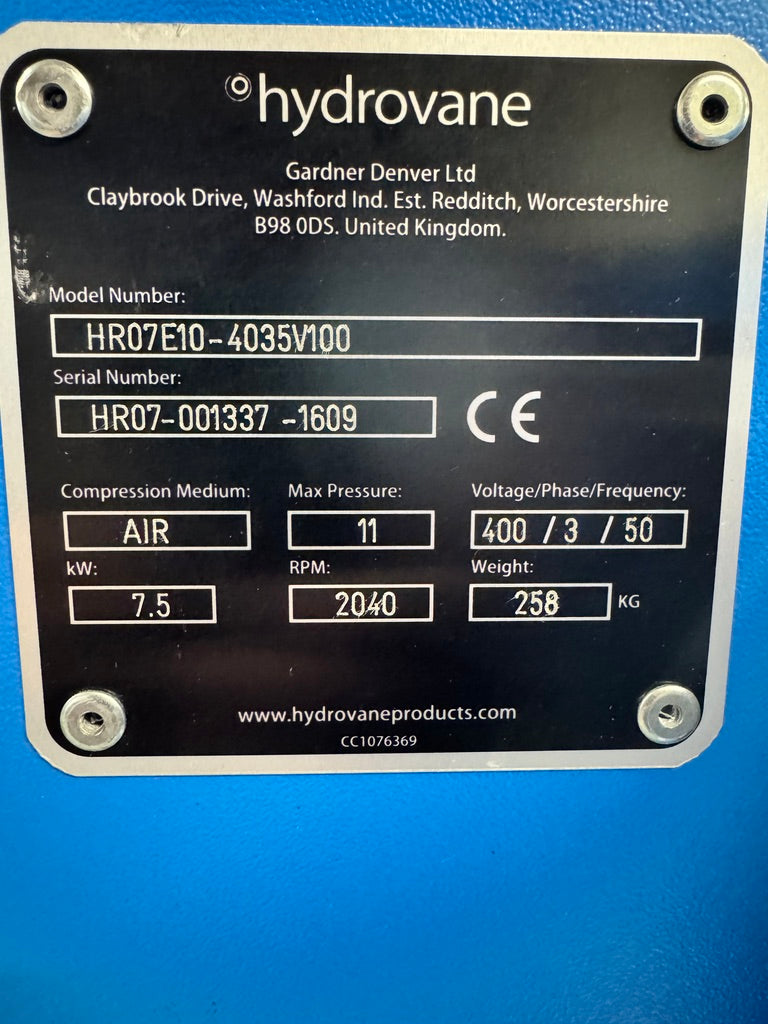 hydrovane
Gardner Denver Ltd
Claybrook Drive, Washford Ind. Est. Redditch, Worcestershire
B98 0DS. United Kingdom.
Model Number:
HR07E10-4035V100
Serial Number:
HR07-001337 -1609
CE
Compression Medium: Max Pressure: Voltage/Phase/Frequency:
AIR 11 400 / 3 / 50
kW: RPM: Weight:
7.5 2040 258 KG
www.hydrovaneproducts.com
CC1076369